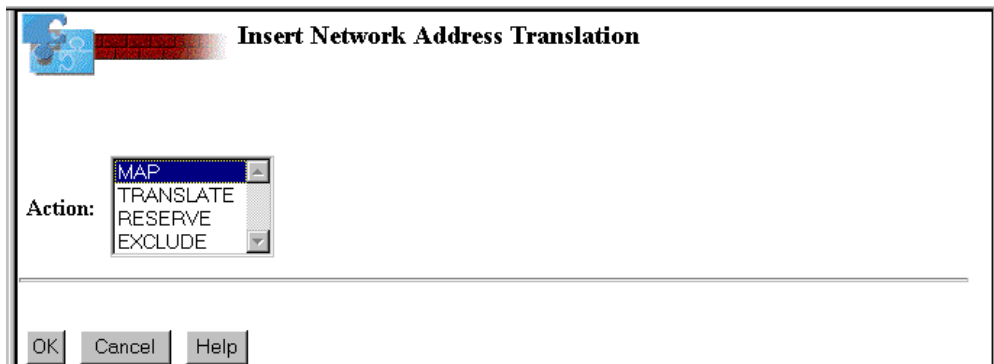 Insert Network Address Translation
Action:
MAP
TRANSLATE
RESERVE
EXCLUDE
OK Cancel Help